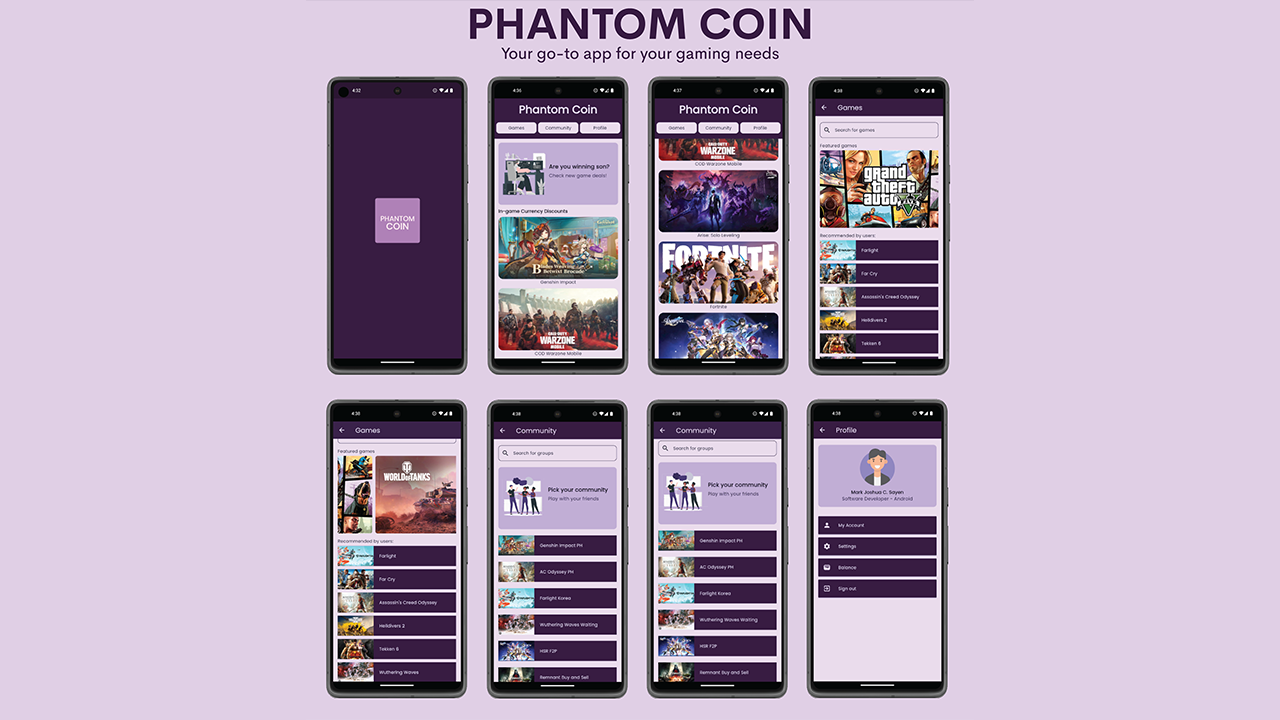 PHANTOM COIN
Your go-to app for your gaming needs
4:32
PHANTOM
COIN
4:36
Phantom Coin
Games
Community
Profile
Are you winning son?
Check new game deals!
In-game Currency Discounts
Blades Weaving
Betwixt Brocade
Genshin Impact
CALL OF DUTY
WARZONE
MOBILE
COD Warzone Mobile
4:37
Phantom Coin
Games
Community
Profile
CALL OF DUTY
WARZONE
MOBILE
COD Warzone Mobile
Arise: Solo Leveling
FORTNITE
Fortnite
4:38
Games
Search for games
Featured games
grand
theft
auto
V
Recommended by users:
Farlight
Far Cry
Assassin's Creed Odyssey
Helldivers 2
Tekken 8
4:38
Games
Featured games
WORLD OF TANKS
Recommended by users:
Farlight
Far Cry
Assassin's Creed Odyssey
Helldivers 2
Tekken 8
Wuthering Waves
4:38
Community
Search for groups
Pick your community
Play with your friends
Genshin Impact PH
AC Odyssey PH
Farlight Korea
Wuthering Waves Waiting
HSR F2P
Remnant Buy and Sell
4:38
Community
Search for groups
Pick your community
Play with your friends
Genshin Impact PH
AC Odyssey PH
Farlight Korea
Wuthering Waves Waiting
HSR F2P
Remnant Buy and Sell
4:38
Profile
Mark Joshua C. Sayen
Software Developer - Android
My Account
Settings
Balance
Sign out